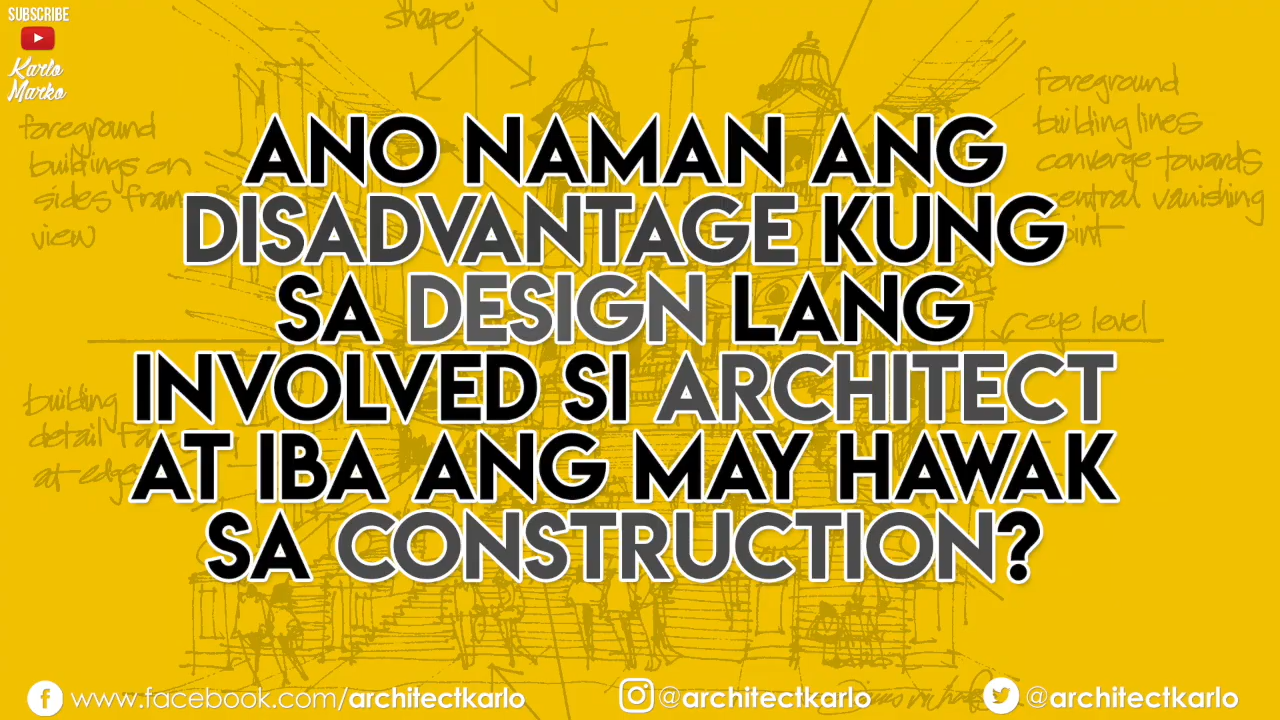 SUBSCRIBE
Karlo
Marko
shape"
foreground
buildings on
sides
view
foreground
building lines
converge towards
central vanishing
ANO NAMAN ANG
DISADVANTAGE KUNG
SA DESIGN LANG
INVOLVED SI ARCHITECT
AT IBA ANG MAY HAWAK
SA CONSTRUCTION?
eye level
building
detail
at edge
www.facebook.com/architectkarlo
@architectkarlo
@architectkarlo